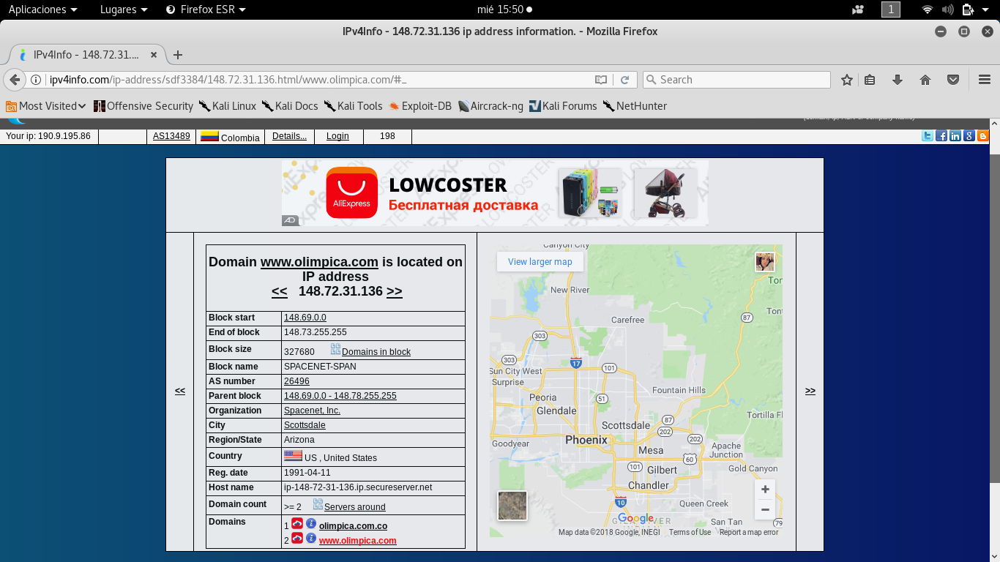 Aplicaciones Lugares Firefox ESR mié 15:50 1
IPv4Info - 148.72.31.136 ip address information. - Mozilla Firefox
IPv4Info - 148.72.31.... × +
ipv4info.com/ip-address/sdf3384/148.72.31.136.html/www.olimpica.com/#_ Search
Most Visited Offensive Security Kali Linux Kali Docs Kali Tools Exploit-DB Aircrack-ng Kali Forums NetHunter
Your ip: 190.9.195.86 AS13489 Colombia Details... Login 198
AliExpress
LOWCOSTER
Бесплатная доставка
AD
Domain www.olimpica.com is located on
IP address
<< 148.72.31.136 >>
Block start 148.69.0.0
End of block 148.73.255.255
Block size 327680 Domains in block
Block name SPACENET-SPAN
AS number 26496
Parent block 148.69.0.0 - 148.78.255.255
Organization Spacenet, Inc.
City Scottsdale
Region/State Arizona
Country US , United States
Reg. date 1991-04-11
Host name ip-148-72-31-136.ip.secureserver.net
Domain count >= 2 Servers around
Domains 1 olimpica.com.co
2 www.olimpica.com
<<
>>
Canyon City
View larger map
New River
Carefree
87
303
303
17
101
Sun City West
Surprise
Fountain Hills
Peoria
51
Glendale
Scottsdale
87
202
202
Goodyear
Phoenix
Mesa
Apache
Junction
60
101
Gilbert
Gold Canyon
Chandler
10
Queen Creek
Google
San Tan
79
+
−
Map data ©2018 Google, INEGI Terms of Use Report a map error